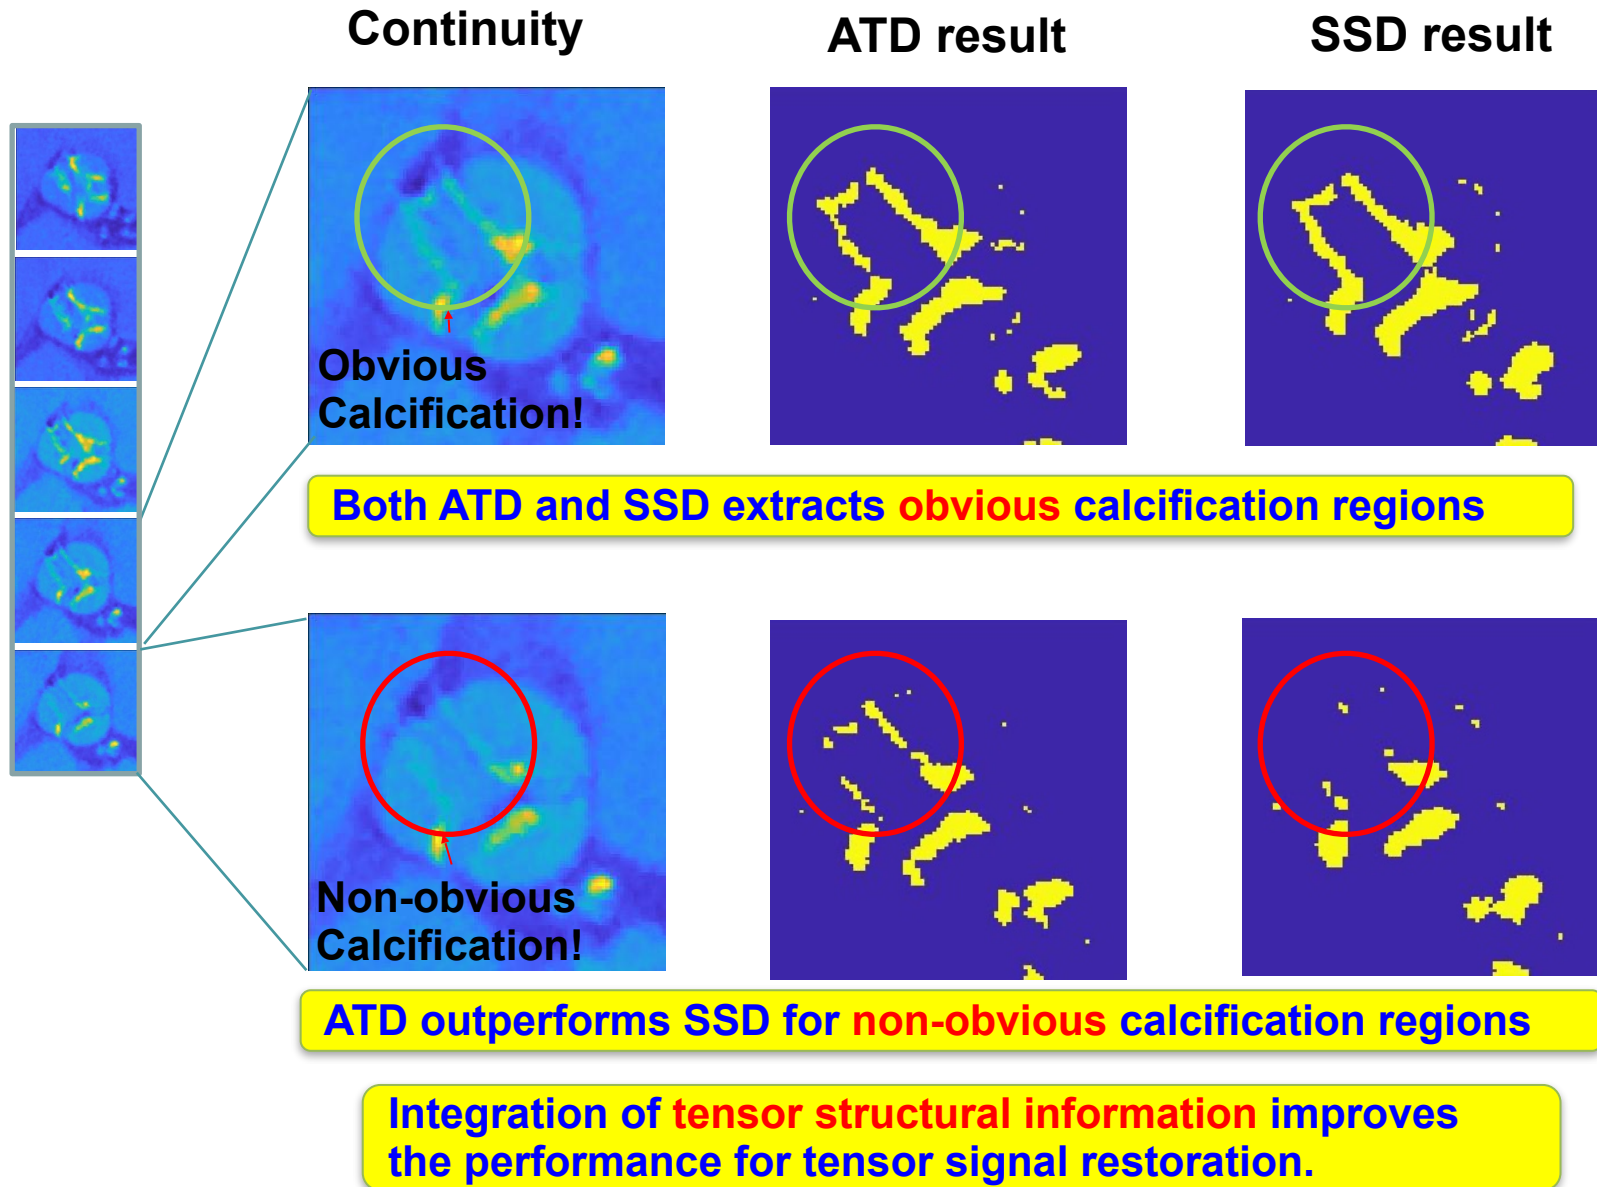 Continuity
ATD result
SSD result
Obvious
Calcification!
Both ATD and SSD extracts obvious calcification regions
Non-obvious
Calcification!
ATD outperforms SSD for non-obvious calcification regions
Integration of tensor structural information improves
the performance for tensor signal restoration.